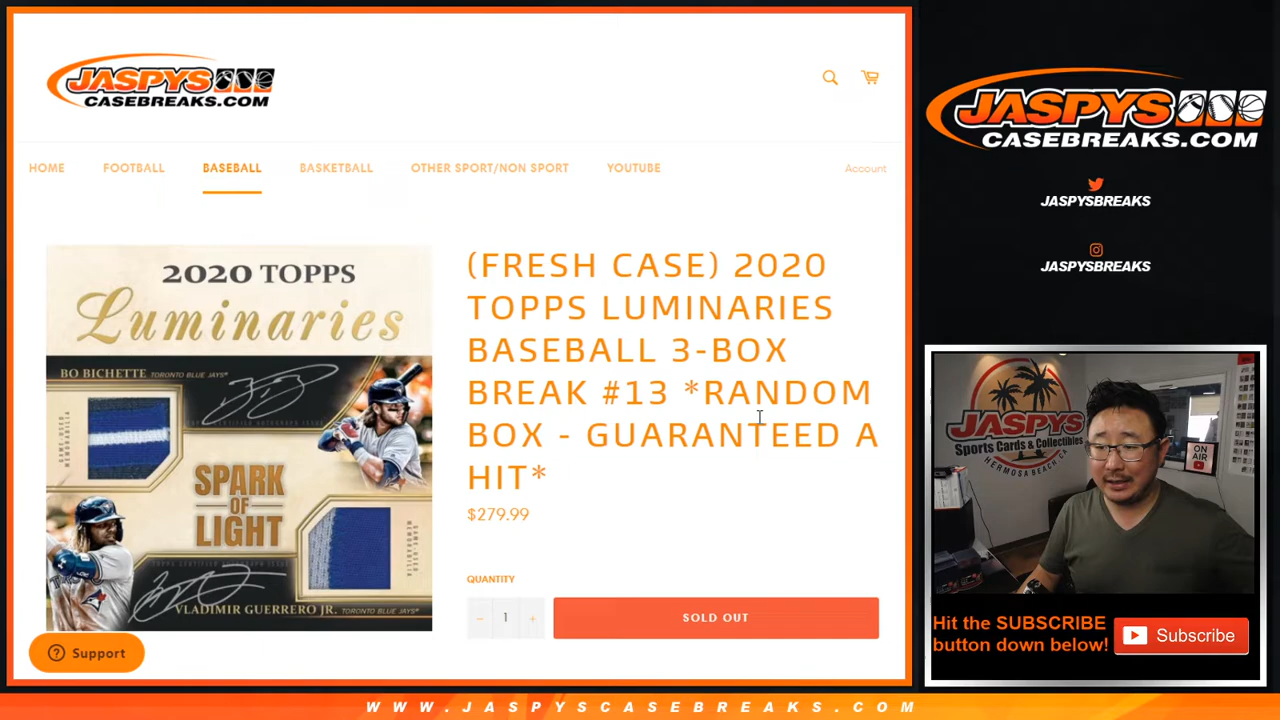 JASPYS
CASEBREAKS.COM
HOME
FOOTBALL
BASEBALL
BASKETBALL
OTHER SPORT/NON SPORT
YOUTUBE
Account
2020 TOPPS
Luminaries
BO BICHETTE TORONTO BLUE JAYS®
SPARK
OF
LIGHT
VLADIMIR GUERRERO JR. TORONTO BLUE JAYS®
(FRESH CASE) 2020
TOPPS LUMINARIES
BASEBALL 3-BOX
BREAK #13 *RANDOM
BOX - GUARANTEED A
HIT*
$279.99
QUANTITY
− 1 +
SOLD OUT
Support
JASPYS
CASEBREAKS.COM
JASPYSBREAKS
JASPYSBREAKS
JASPYS
Sports Cards & Collectibles
HERMOSA BEACH CA
ON
AIR
Hit the SUBSCRIBE
button down below!
Subscribe
WWW.JASPYSCASEBREAKS.COM